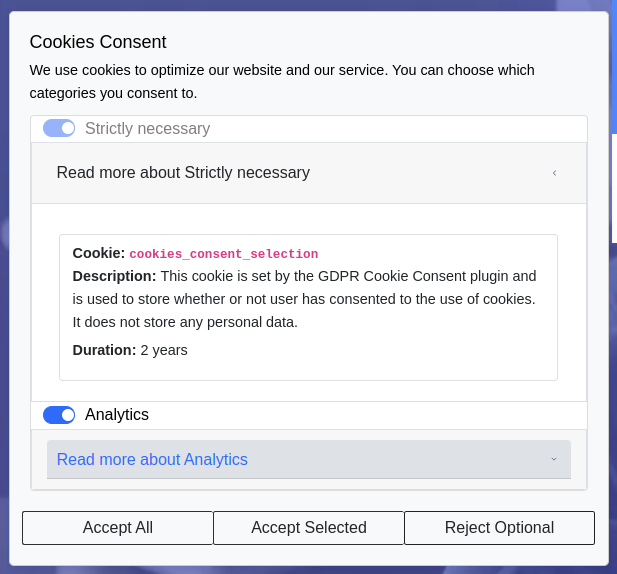 Cookies Consent
We use cookies to optimize our website and our service. You can choose which
categories you consent to.
Strictly necessary
Read more about Strictly necessary
Cookie: cookies_consent_selection
Description: This cookie is set by the GDPR Cookie Consent plugin and
is used to store whether or not user has consented to the use of cookies.
It does not store any personal data.
Duration: 2 years
Analytics
Read more about Analytics
Accept All
Accept Selected
Reject Optional